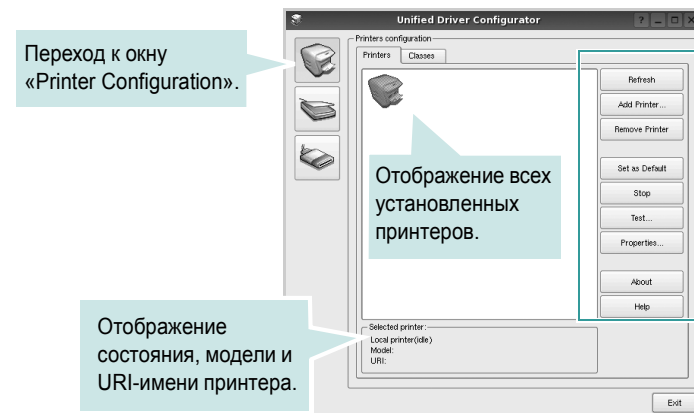 Unified Driver Configurator
Переход к окну
«Printer Configuration».
Printers configuration
Printers
Classes
Refresh
Add Printer...
Remove Printer
Set as Default
Stop
Test...
Properties...
About
Help
Отображение всех
установленных
принтеров.
Отображение
состояния, модели и
URI-имени принтера.
Selected printer:
Local printer(idle)
Model:
URI:
Exit